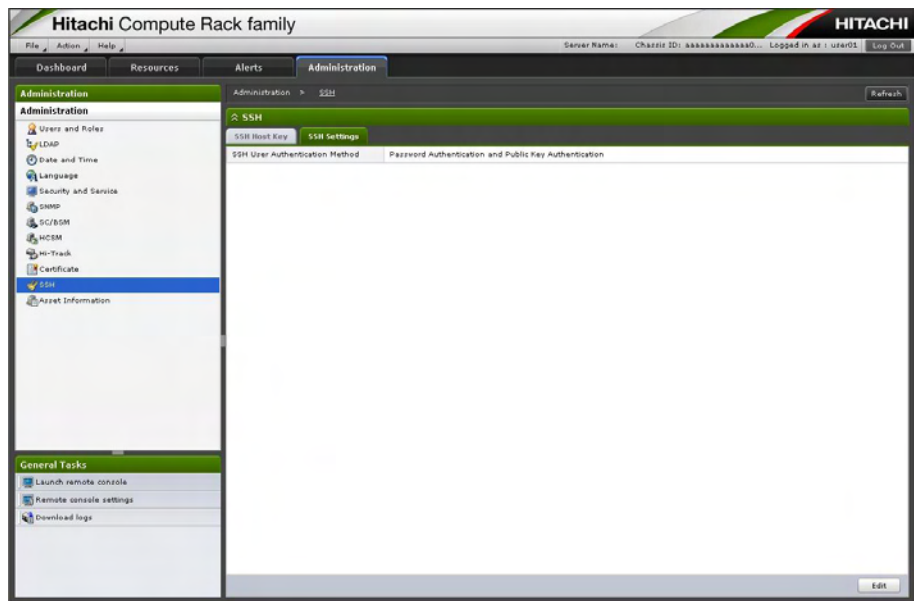 Hitachi Compute Rack family
HITACHI
File Action Help
Server Name: Chassis ID: aaaaaaaaaaaaa0... Logged in as : user01 Log Out
Dashboard Resources Alerts Administration
Administration
Administration > SSH Refresh
Administration
Users and Roles
LDAP
Date and Time
Language
Security and Service
SNMP
SC/BSM
HCSM
Hi-Track
Certificate
SSH
Asset Information
SSH
SSH Host Key SSH Settings
SSH User Authentication Method Password Authentication and Public Key Authentication
General Tasks
Launch remote console
Remote console settings
Download logs
Edit